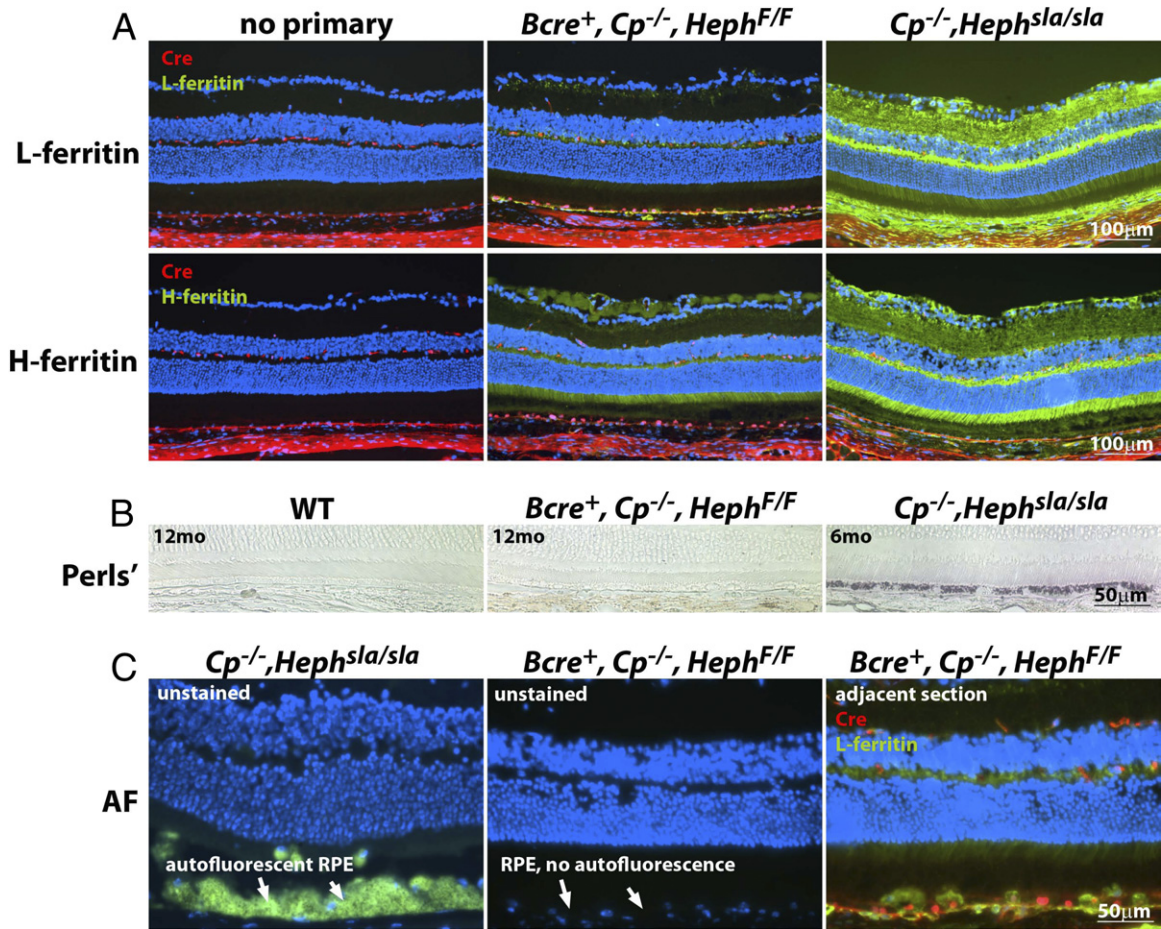 A
no primary
Bcre+, Cp-/-, HephF/F
Cp-/-,Hephsla/sla
L-ferritin
Cre
L-ferritin
100μm
H-ferritin
Cre
H-ferritin
100μm
B
WT
Bcre+, Cp-/-, HephF/F
Cp-/-,Hephsla/sla
Perls'
12mo
12mo
6mo
50μm
C
Cp-/-,Hephsla/sla
Bcre+, Cp-/-, HephF/F
Bcre+, Cp-/-, HephF/F
AF
unstained
autofluorescent RPE
unstained
RPE, no autofluorescence
adjacent section
Cre
L-ferritin
50μm